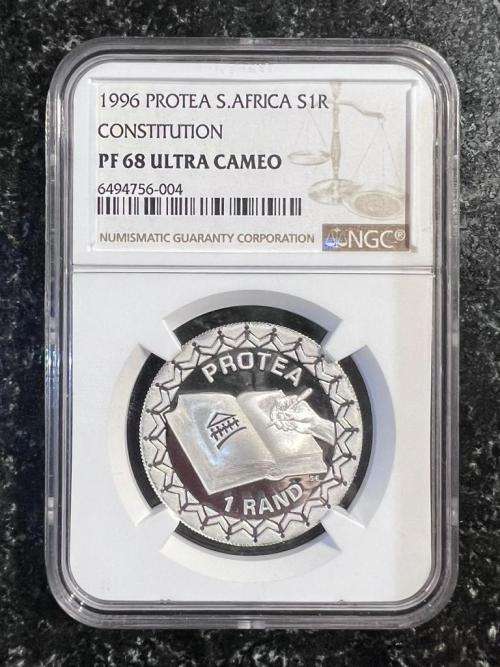 1996 PROTEA S.AFRICA S1R
CONSTITUTION
PF 68 ULTRA CAMEO
6494756-004
NUMISMATIC GUARANTY CORPORATION
NGC®
PROTEA
1 RAND